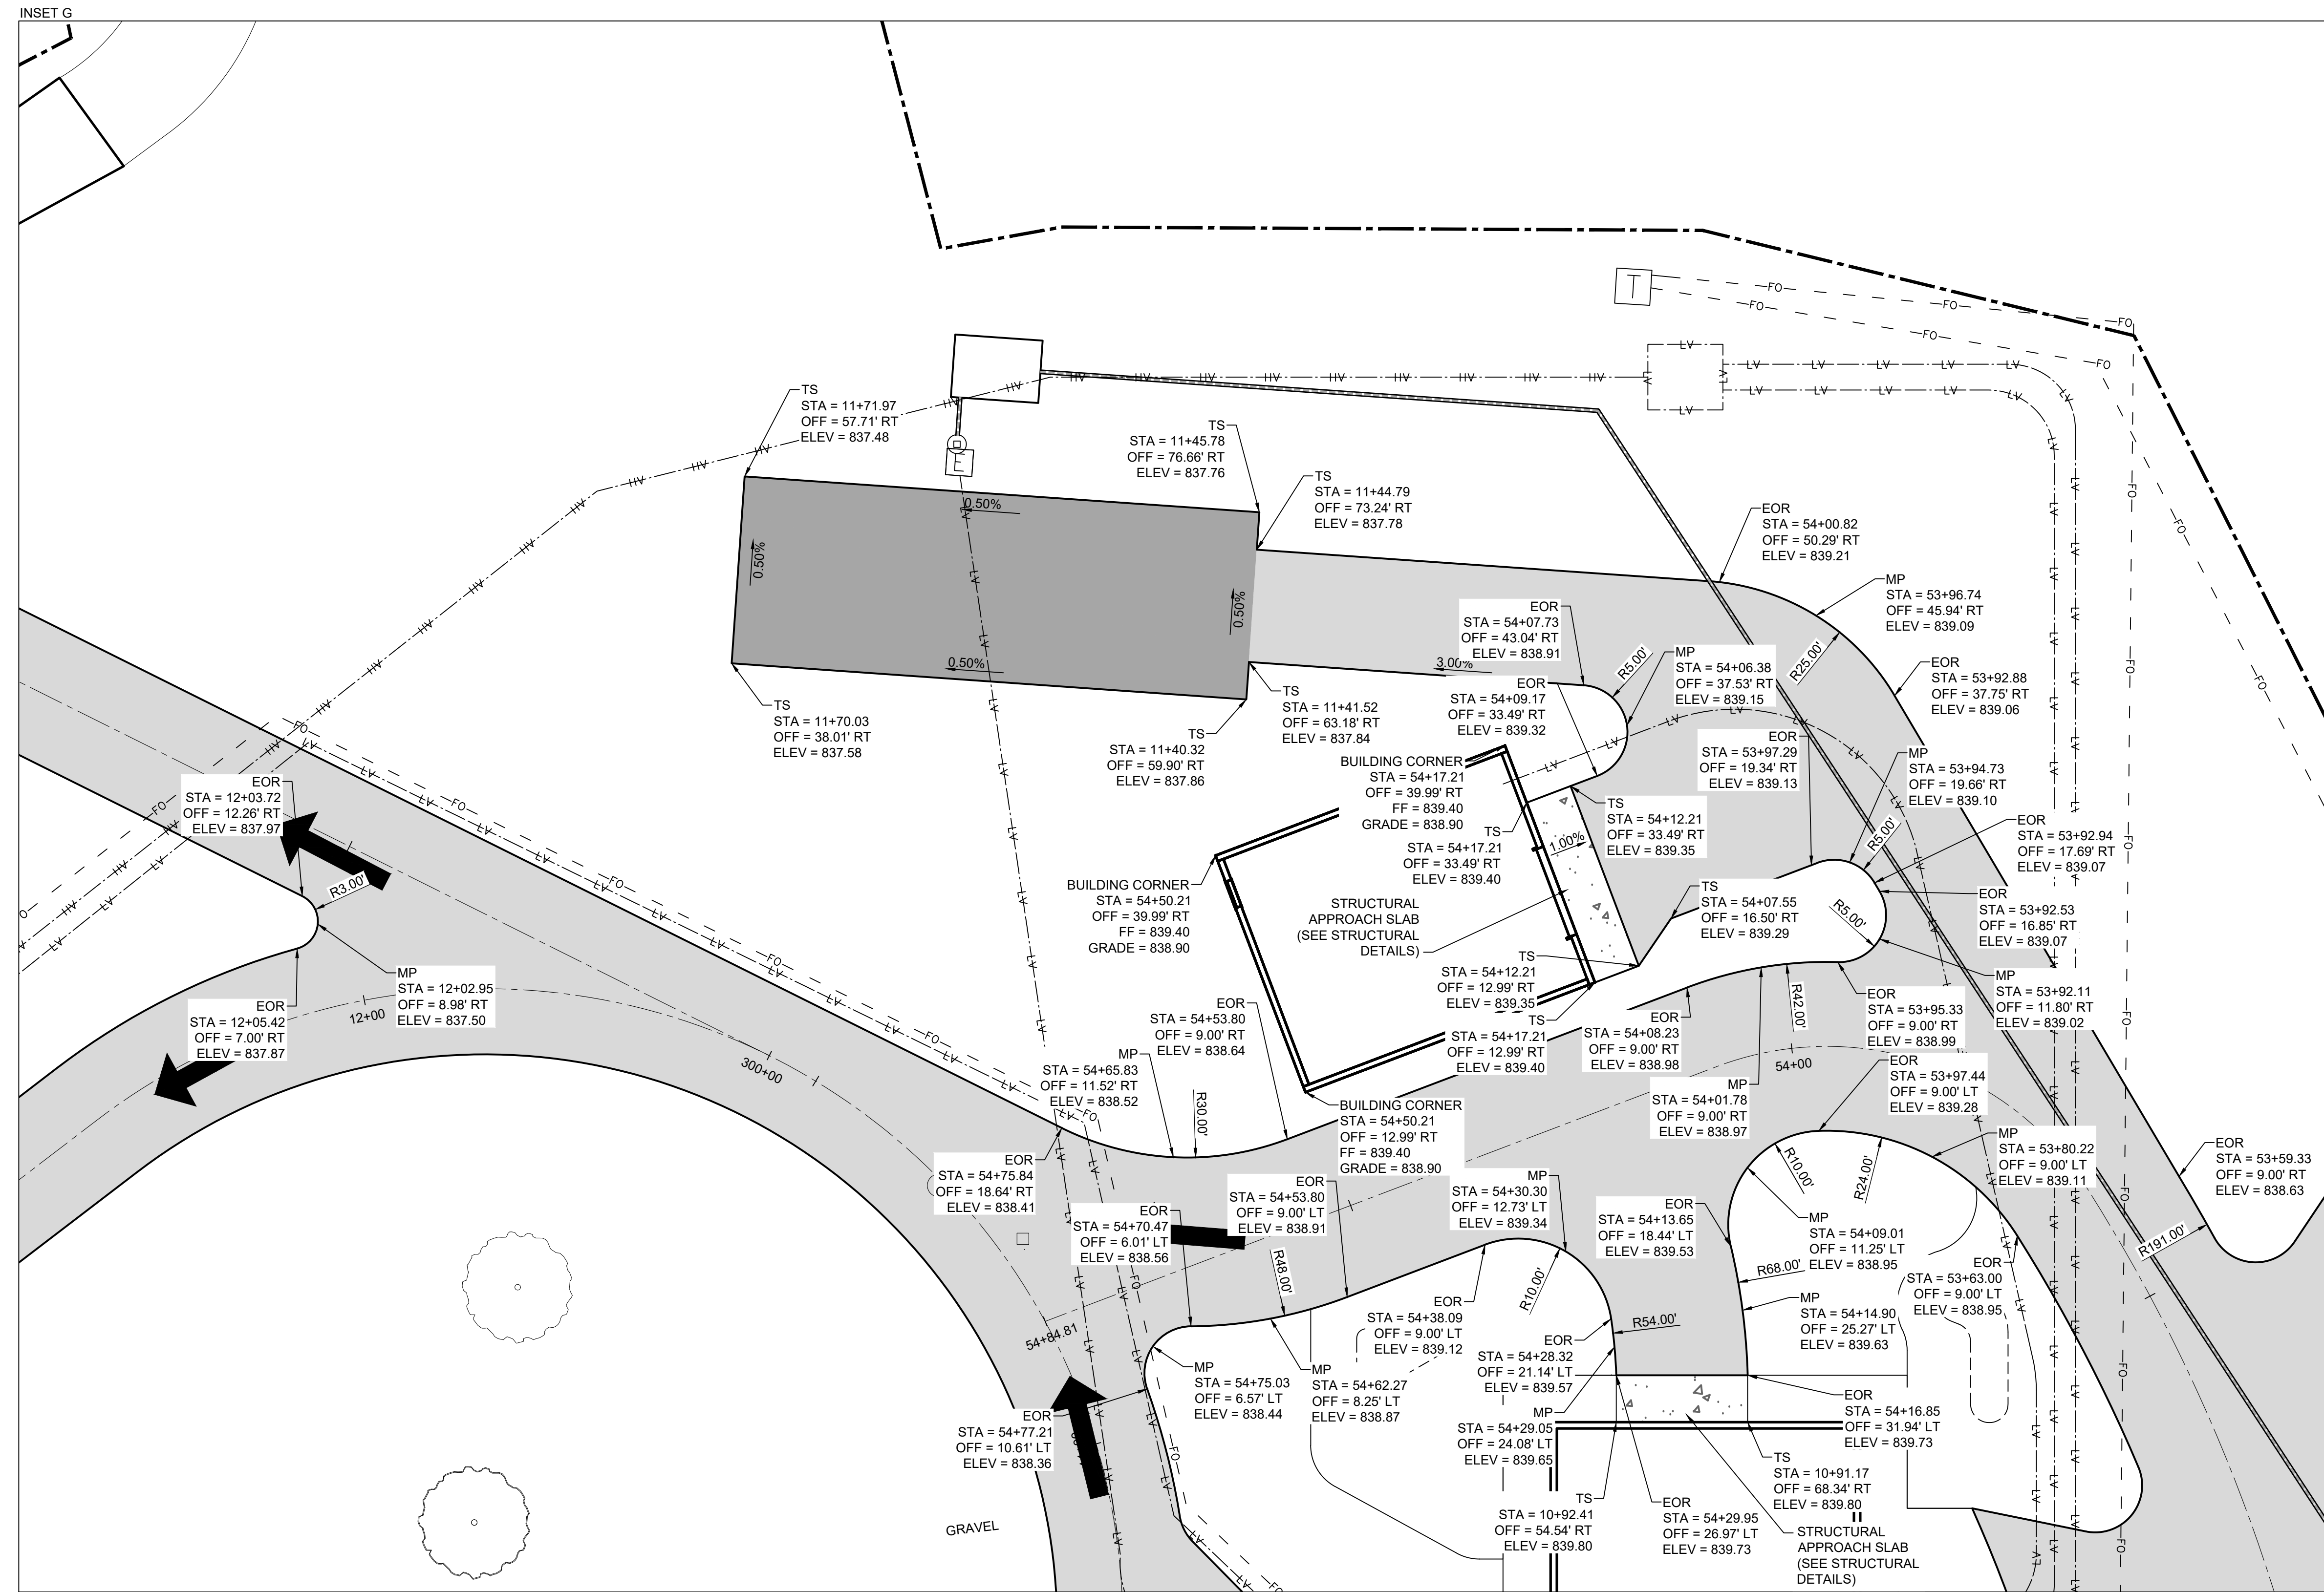 INSET G
TS
STA = 11+71.97
OFF = 57.71' RT
ELEV = 837.48
TS
STA = 11+45.78
OFF = 76.66' RT
ELEV = 837.76
TS
STA = 11+44.79
OFF = 73.24' RT
ELEV = 837.78
T
E
0.50%
0.50%
0.50%
0.50%
3.00%
EOR
STA = 54+00.82
OFF = 50.29' RT
ELEV = 839.21
MP
STA = 53+96.74
OFF = 45.94' RT
ELEV = 839.09
R25.00'
EOR
STA = 53+92.88
OFF = 37.75' RT
ELEV = 839.06
EOR
STA = 54+07.73
OFF = 43.04' RT
ELEV = 838.91
R5.00'
MP
STA = 54+06.38
OFF = 37.53' RT
ELEV = 839.15
EOR
STA = 54+09.17
OFF = 33.49' RT
ELEV = 839.32
TS
STA = 11+70.03
OFF = 38.01' RT
ELEV = 837.58
TS
STA = 11+41.52
OFF = 63.18' RT
ELEV = 837.84
TS
STA = 11+40.32
OFF = 59.90' RT
ELEV = 837.86
BUILDING CORNER
STA = 54+17.21
OFF = 39.99' RT
FF = 839.40
GRADE = 838.90
EOR
STA = 53+97.29
OFF = 19.34' RT
ELEV = 839.13
MP
STA = 53+94.73
OFF = 19.66' RT
ELEV = 839.10
R5.00'
EOR
STA = 53+92.94
OFF = 17.69' RT
ELEV = 839.07
EOR
STA = 12+03.72
OFF = 12.26' RT
ELEV = 837.97
R3.00'
TS
STA = 54+12.21
OFF = 33.49' RT
ELEV = 839.35
TS
STA = 54+17.21
OFF = 33.49' RT
ELEV = 839.40
1.00%
BUILDING CORNER
STA = 54+50.21
OFF = 39.99' RT
FF = 839.40
GRADE = 838.90
STRUCTURAL
APPROACH SLAB
(SEE STRUCTURAL
DETAILS)
TS
STA = 54+07.55
OFF = 16.50' RT
ELEV = 839.29
R5.00'
EOR
STA = 53+92.53
OFF = 16.85' RT
ELEV = 839.07
MP
STA = 12+02.95
OFF = 8.98' RT
ELEV = 837.50
12+00
EOR
STA = 12+05.42
OFF = 7.00' RT
ELEV = 837.87
300+00
TS
STA = 54+12.21
OFF = 12.99' RT
ELEV = 839.35
TS
STA = 54+17.21
OFF = 12.99' RT
ELEV = 839.40
MP
STA = 53+92.11
OFF = 11.80' RT
ELEV = 839.02
EOR
STA = 53+95.33
OFF = 9.00' RT
ELEV = 838.99
R42.00'
EOR
STA = 54+08.23
OFF = 9.00' RT
ELEV = 838.98
EOR
STA = 54+53.80
OFF = 9.00' RT
ELEV = 838.64
MP
STA = 54+65.83
OFF = 11.52' RT
ELEV = 838.52
R30.00'
54+00
MP
STA = 54+01.78
OFF = 9.00' RT
ELEV = 838.97
EOR
STA = 53+97.44
OFF = 9.00' LT
ELEV = 839.28
BUILDING CORNER
STA = 54+50.21
OFF = 12.99' RT
FF = 839.40
GRADE = 838.90
MP
STA = 53+80.22
OFF = 9.00' LT
ELEV = 839.11
EOR
STA = 53+59.33
OFF = 9.00' RT
ELEV = 838.63
EOR
STA = 54+75.84
OFF = 18.64' RT
ELEV = 838.41
EOR
STA = 54+53.80
OFF = 9.00' LT
ELEV = 838.91
EOR
STA = 54+70.47
OFF = 6.01' LT
ELEV = 838.56
MP
STA = 54+30.30
OFF = 12.73' LT
ELEV = 839.34
R10.00'
R24.00'
EOR
STA = 54+13.65
OFF = 18.44' LT
ELEV = 839.53
MP
STA = 54+09.01
OFF = 11.25' LT
ELEV = 838.95
R191.00'
R48.00'
R10.00'
R68.00'
EOR
STA = 53+63.00
OFF = 9.00' LT
ELEV = 838.95
MP
STA = 54+14.90
OFF = 25.27' LT
ELEV = 839.63
R54.00'
54+84.81
EOR
STA = 54+38.09
OFF = 9.00' LT
ELEV = 839.12
EOR
STA = 54+28.32
OFF = 21.14' LT
ELEV = 839.57
MP
STA = 54+75.03
OFF = 6.57' LT
ELEV = 838.44
MP
STA = 54+62.27
OFF = 8.25' LT
ELEV = 838.87
EOR
STA = 54+77.21
OFF = 10.61' LT
ELEV = 838.36
MP
STA = 54+29.05
OFF = 24.08' LT
ELEV = 839.65
EOR
STA = 54+16.85
OFF = 31.94' LT
ELEV = 839.73
TS
STA = 10+91.17
OFF = 68.34' RT
ELEV = 839.80
TS
STA = 10+92.41
OFF = 54.54' RT
ELEV = 839.80
EOR
STA = 54+29.95
OFF = 26.97' LT
ELEV = 839.73
STRUCTURAL
APPROACH SLAB
(SEE STRUCTURAL
DETAILS)
GRAVEL
HV
LV
FO